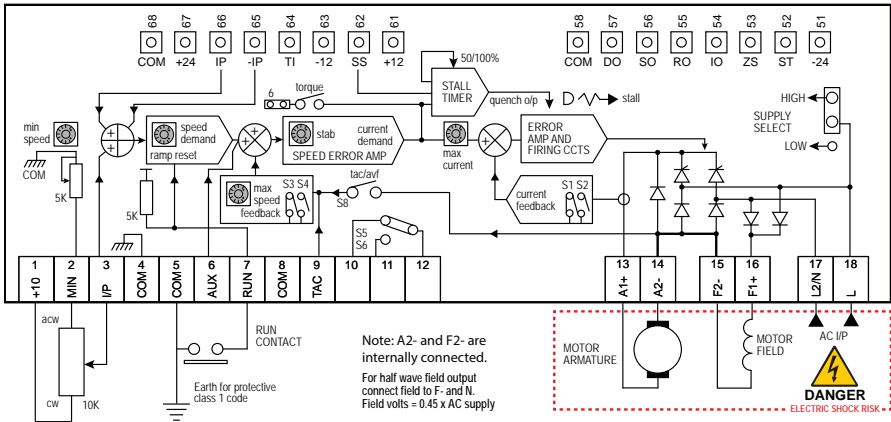 68 67 66 65 64 63 62 61 58 57 56 55 54 53 52 51
COM +24 IP -IP TI -12 SS +12 COM DO SO RO IO ZS ST -24
50/100%
STALL
TIMER
quench o/p
stall
HIGH
SUPPLY
SELECT
LOW
6
torque
min
speed
COM
5K
speed
demand
ramp reset
stab
current
demand
SPEED ERROR AMP
max
current
ERROR
AMP AND
FIRING CCTS
5K
max
speed
feedback
S3 S4
tac/avf
S8
current
feedback
S1 S2
S5
S6
1 2 3 4 5 6 7 8 9 10 11 12 13 14 15 16 17 18
+10 MIN I/P COM COM AUX RUN COM TAC A1+ A2- F2- F1+ L2/N L
acw
cw
10K
RUN
CONTACT
Earth for protective
class 1 code
Note: A2- and F2- are
internally connected.
For half wave field output
connect field to F- and N.
Field volts = 0.45 x AC supply
MOTOR
ARMATURE
MOTOR
FIELD
AC I/P
DANGER
ELECTRIC SHOCK RISK